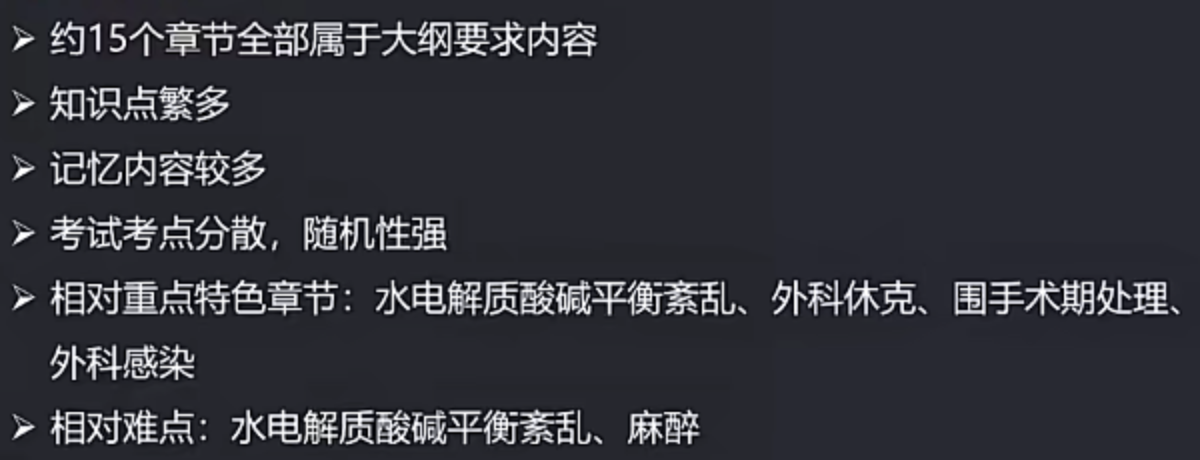 ➢ 约15个章节全部属于大纲要求内容
➢ 知识点繁多
➢ 记忆内容较多
➢ 考试考点分散，随机性强
➢ 相对重点特色章节：水电解质酸碱平衡紊乱、外科休克、围手术期处理、
外科感染
➢ 相对难点：水电解质酸碱平衡紊乱、麻醉